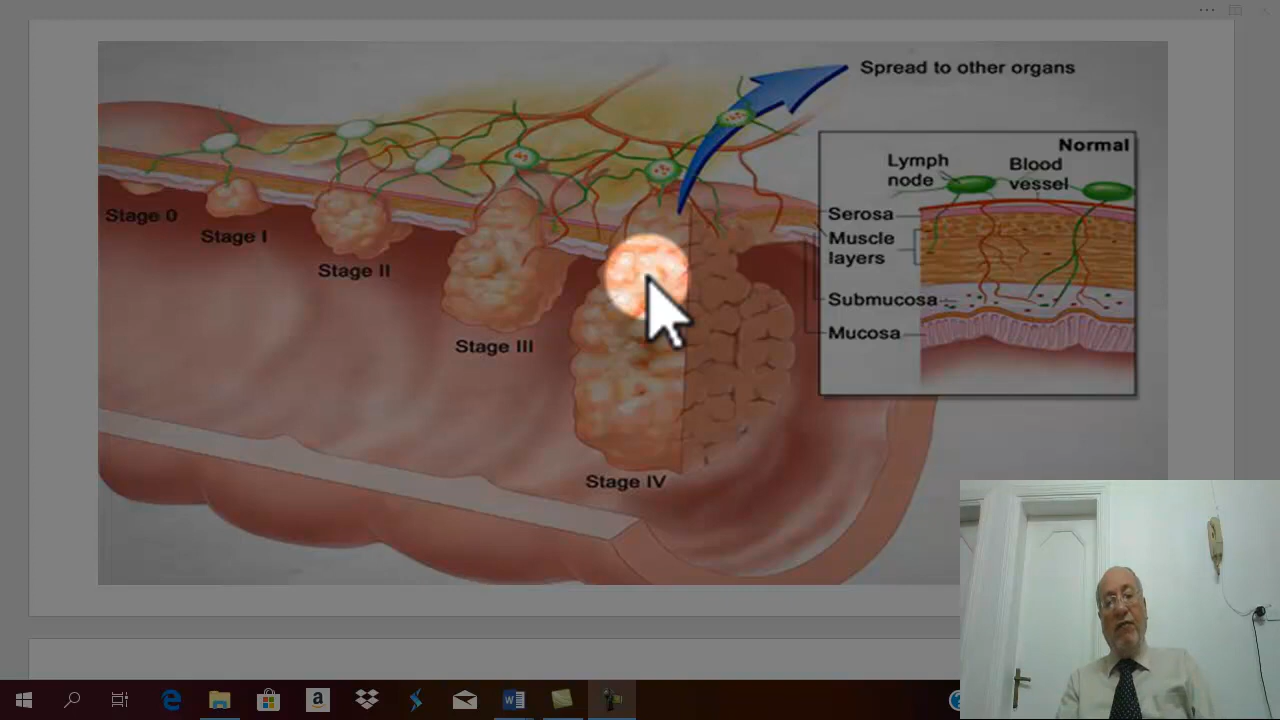 Spread to other organs
Normal
Lymph
node
Blood
vessel
Serosa
Muscle
layers
Submucosa
Mucosa
Stage 0
Stage I
Stage II
Stage III
Stage IV